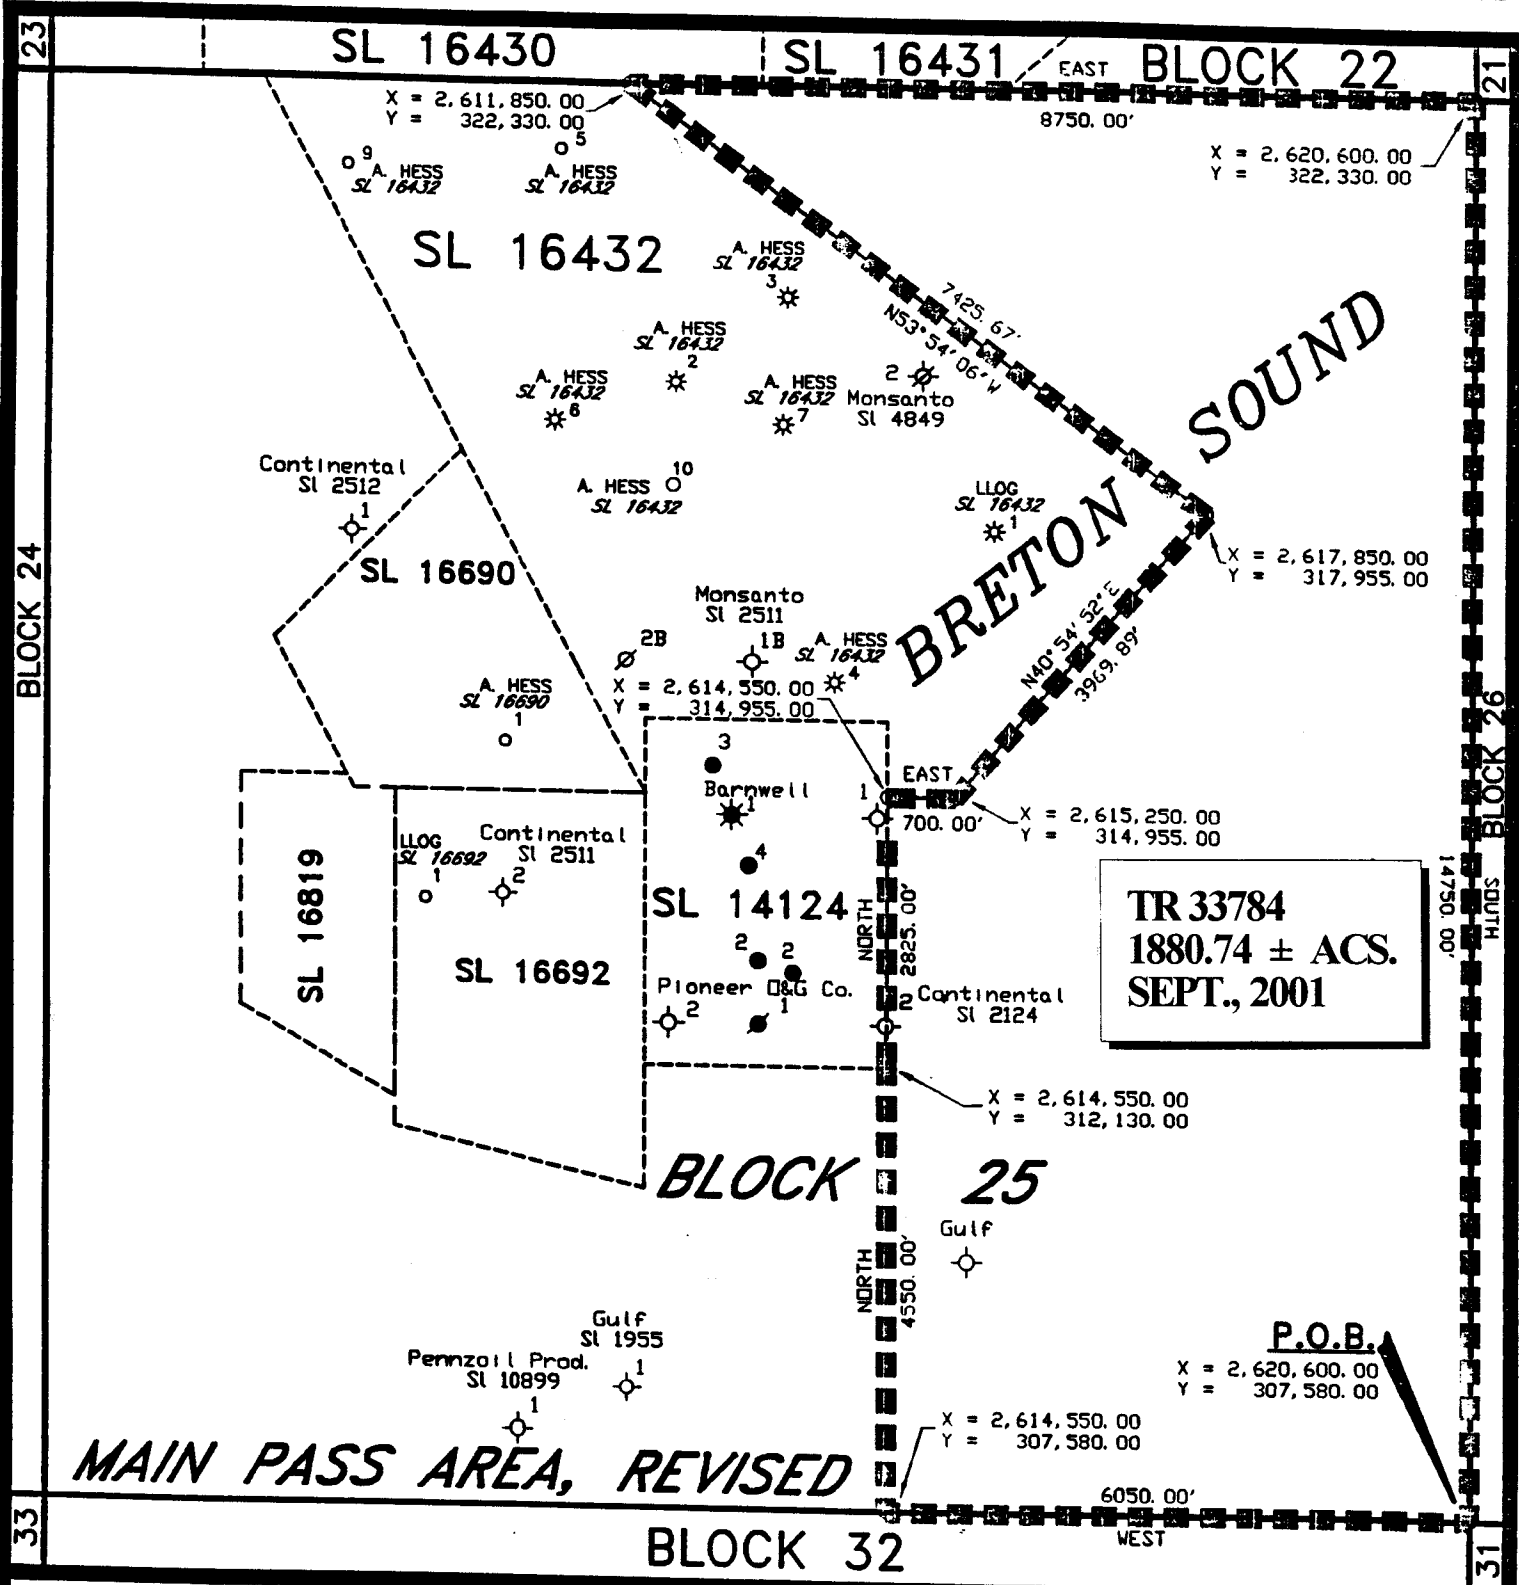 23
SL 16430
SL 16431
EAST
BLOCK 22
21
X = 2,611,850.00
Y = 322,330.00
8750.00'
X = 2,620,600.00
Y = 322,330.00
9
A. HESS
SL 16432
5
A. HESS
SL 16432
SL 16432
A. HESS
SL 16432
3
7425.67'
N53°54'06"W
A. HESS
SL 16432
2
A. HESS
SL 16432
6
A. HESS
SL 16432
7
2
Monsanto
Sl 4849
BRETON SOUND
Continental
Sl 2512
1
A. HESS
SL 16432
10
LLOG
SL 16432
1
BLOCK 24
SL 16690
X = 2,617,850.00
Y = 317,955.00
Monsanto
Sl 2511
1B
2B
A. HESS
SL 16432
4
N40°54'52"E
3969.89'
A. HESS
SL 16690
1
X = 2,614,550.00
Y = 314,955.00
BLOCK 26
3
Barnwell
1
4
1
EAST
700.00'
X = 2,615,250.00
Y = 314,955.00
LLOG
SL 16692
1
Continental
Sl 2511
2
SL 16819
SL 14124
NORTH
2825.00'
TR 33784
1880.74 ± ACS.
SEPT., 2001
14750.00'
SOUTH
SL 16692
2
2
Pioneer O&G Co.
2
1
2
Continental
Sl 2124
X = 2,614,550.00
Y = 312,130.00
BLOCK 25
Gulf
NORTH
4550.00'
Gulf
Sl 1955
1
Pennzoil Prod.
Sl 10899
1
P.O.B.
X = 2,620,600.00
Y = 307,580.00
X = 2,614,550.00
Y = 307,580.00
MAIN PASS AREA, REVISED
6050.00'
WEST
33
BLOCK 32
31